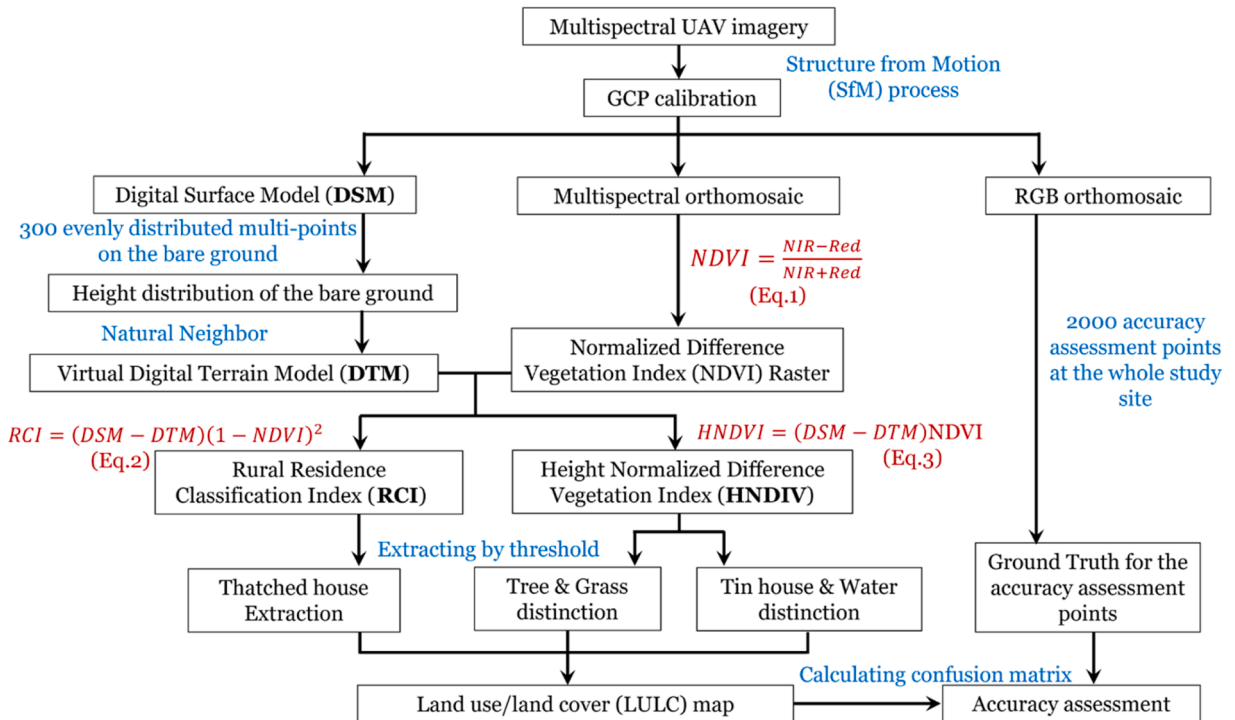 Multispectral UAV imagery
Structure from Motion
(SfM) process
GCP calibration
Digital Surface Model (DSM)
Multispectral orthomosaic
RGB orthomosaic
300 evenly distributed multi-points
on the bare ground
NDVI = NIR−Red / NIR+Red
(Eq.1)
Height distribution of the bare ground
Natural Neighbor
2000 accuracy
assessment points
at the whole study
site
Virtual Digital Terrain Model (DTM)
Normalized Difference
Vegetation Index (NDVI) Raster
RCI = (DSM − DTM)(1 − NDVI)²
(Eq.2)
HNDVI = (DSM − DTM)NDVI
(Eq.3)
Rural Residence
Classification Index (RCI)
Height Normalized Difference
Vegetation Index (HNDIV)
Extracting by threshold
Thatched house
Extraction
Tree & Grass
distinction
Tin house & Water
distinction
Ground Truth for the
accuracy assessment
points
Calculating confusion matrix
Land use/land cover (LULC) map
Accuracy assessment